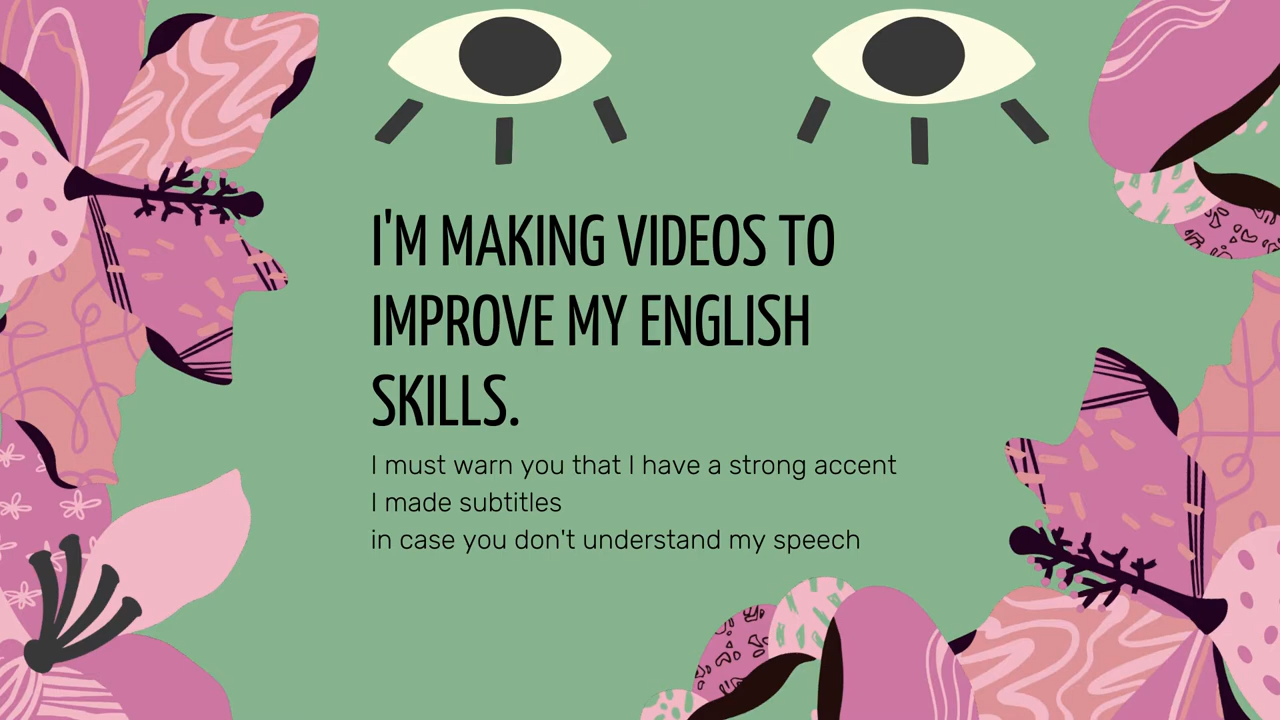 I'M MAKING VIDEOS TO
IMPROVE MY ENGLISH
SKILLS.
I must warn you that I have a strong accent
I made subtitles
in case you don't understand my speech